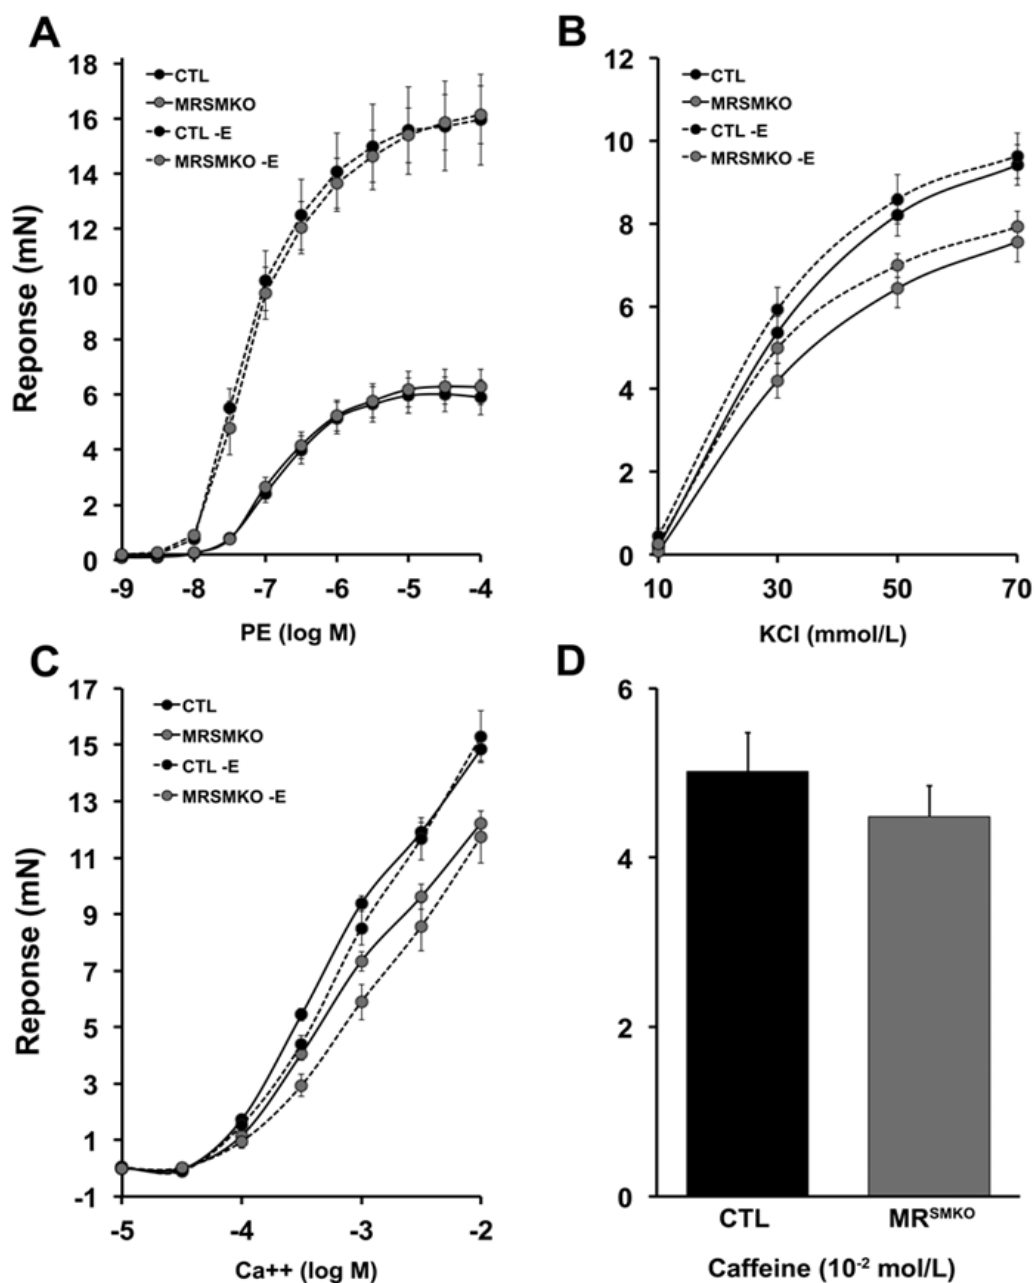 A
18
16
14
12
10
8
6
4
2
0
Reponse (mN)
CTL
MRSMKO
CTL -E
MRSMKO -E
-9 -8 -7 -6 -5 -4
PE (log M)
B
12
10
8
6
4
2
0
CTL
MRSMKO
CTL -E
MRSMKO -E
10 30 50 70
KCl (mmol/L)
C
17
15
13
11
9
7
5
3
1
-1
Reponse (mN)
CTL
MRSMKO
CTL -E
MRSMKO -E
-5 -4 -3 -2
Ca++ (log M)
D
6
4
2
0
CTL MR^SMKO
Caffeine (10^-2 mol/L)